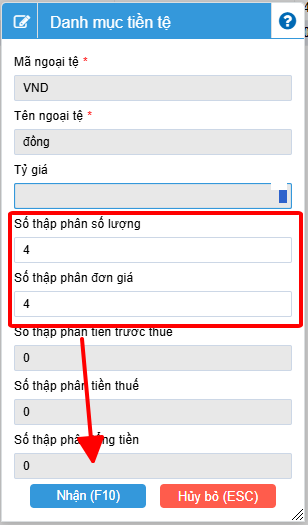 Danh mục tiền tệ
Mã ngoại tệ *
VND
Tên ngoại tệ *
đồng
Tỷ giá
Số thập phân số lượng
4
Số thập phân đơn giá
4
Số thập phân tiền trước thuế
0
Số thập phân tiền thuế
0
Số thập phân tổng tiền
0
Nhận (F10) Hủy bỏ (ESC)